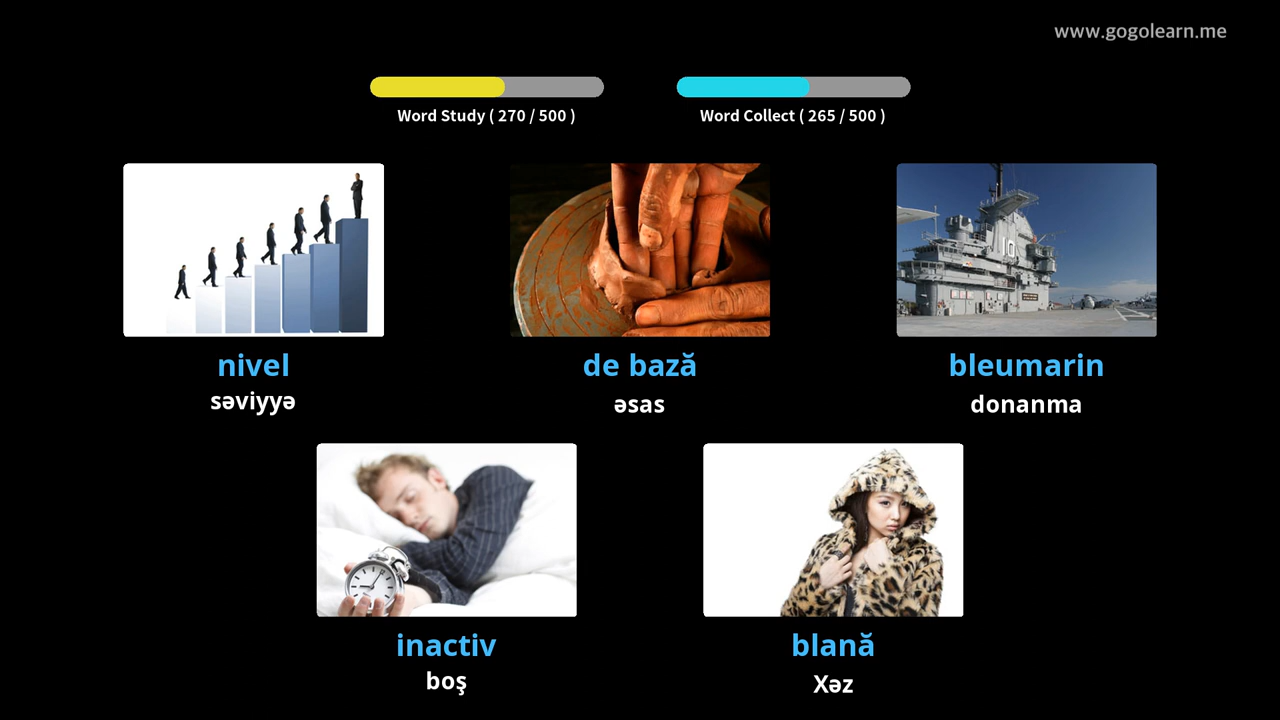 www.gogolearn.me
Word Study ( 270 / 500 )
Word Collect ( 265 / 500 )
10
nivel
səviyyə
de bază
əsas
bleumarin
donanma
inactiv
boş
blană
Xəz